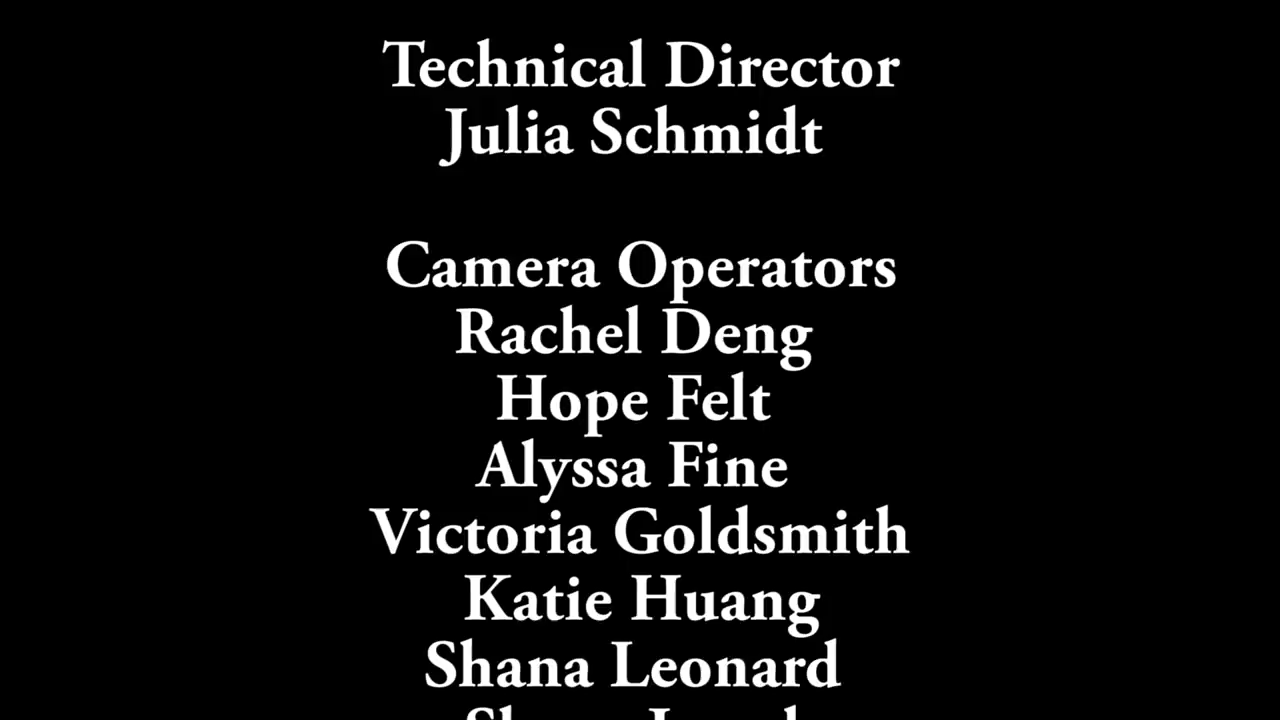 Technical Director
Julia Schmidt
Camera Operators
Rachel Deng
Hope Felt
Alyssa Fine
Victoria Goldsmith
Katie Huang
Shana Leonard